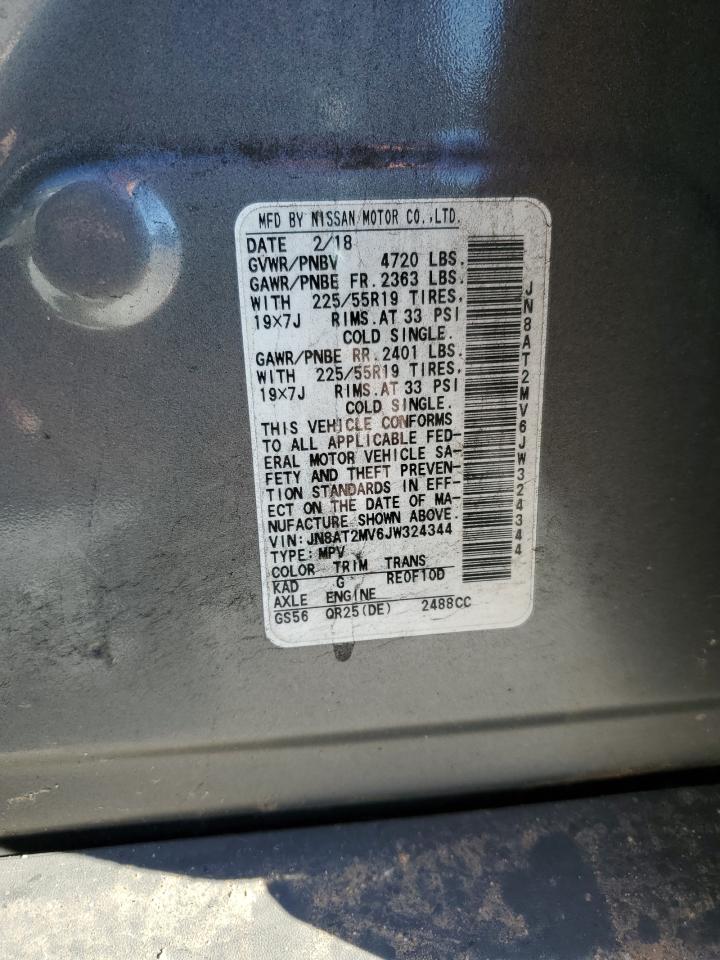 MFD BY NISSAN MOTOR CO.,LTD.
DATE 2/18
GVWR/PNBV 4720 LBS.
GAWR/PNBE FR.2363 LBS.
WITH 225/55R19 TIRES,
19×7J RIMS.AT 33 PSI
COLD SINGLE.
GAWR/PNBE RR.2401 LBS.
WITH 225/55R19 TIRES,
19×7J RIMS.AT 33 PSI
COLD SINGLE.
THIS VEHICLE CONFORMS
TO ALL APPLICABLE FED-
ERAL MOTOR VEHICLE SA-
FETY AND THEFT PREVEN-
TION STANDARDS IN EFF-
ECT ON THE DATE OF MA-
NUFACTURE SHOWN ABOVE.
VIN: JN8AT2MV6JW324344
TYPE: MPV
COLOR TRIM TRANS
KAD G RE0F10D
AXLE ENGINE
GS56 QR25(DE) 2488CC
JN8AT2MV6JW324344